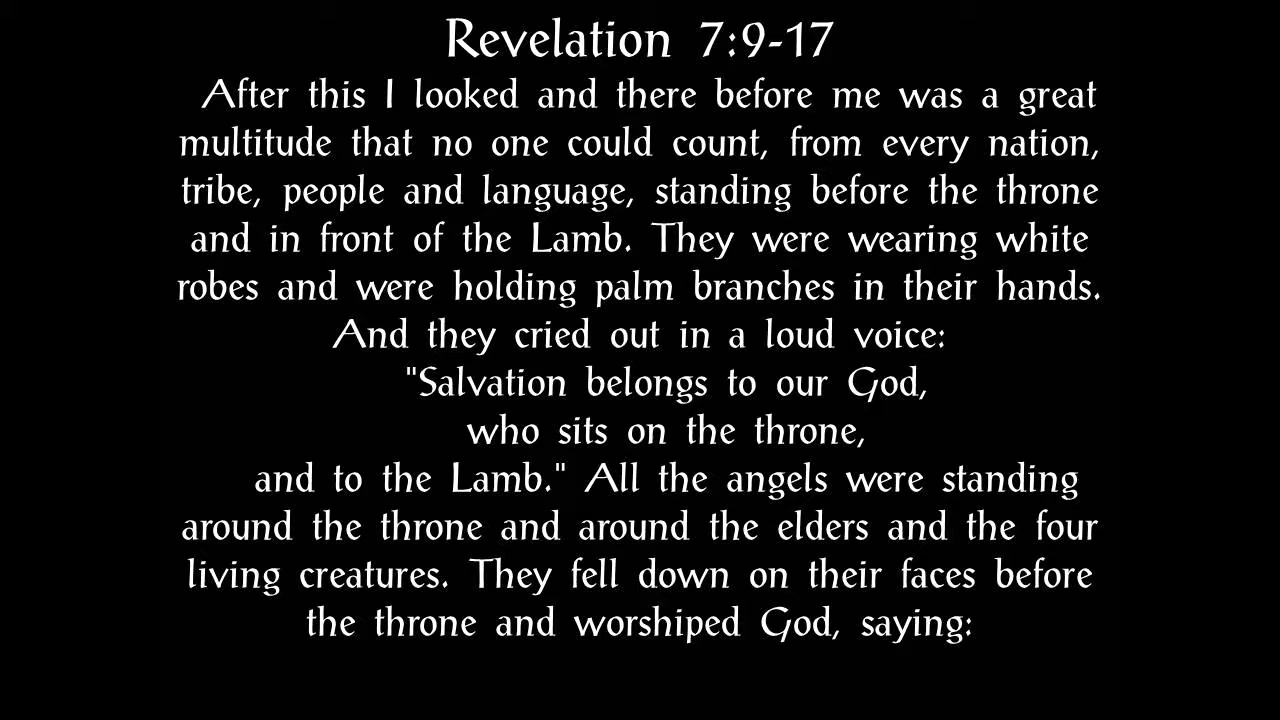 Revelation 7:9-17
After this I looked and there before me was a great
multitude that no one could count, from every nation,
tribe, people and language, standing before the throne
and in front of the Lamb. They were wearing white
robes and were holding palm branches in their hands.
And they cried out in a loud voice:
"Salvation belongs to our God,
who sits on the throne,
and to the Lamb." All the angels were standing
around the throne and around the elders and the four
living creatures. They fell down on their faces before
the throne and worshiped God, saying: